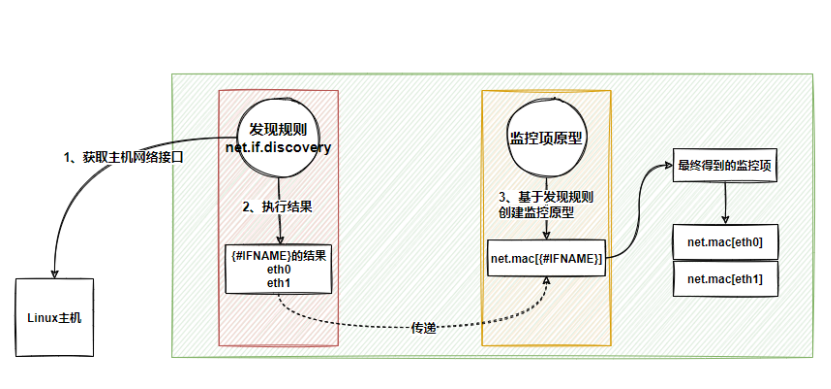 发现规则
net.if.discovery
1、获取主机网络接口
2、执行结果
{#IFNAME}的结果
eth0
eth1
Linux主机
传递
监控项原型
3、基于发现规则
创建监控原型
net.mac[{#IFNAME}]
最终得到的监控项
net.mac[eth0]
net.mac[eth1]